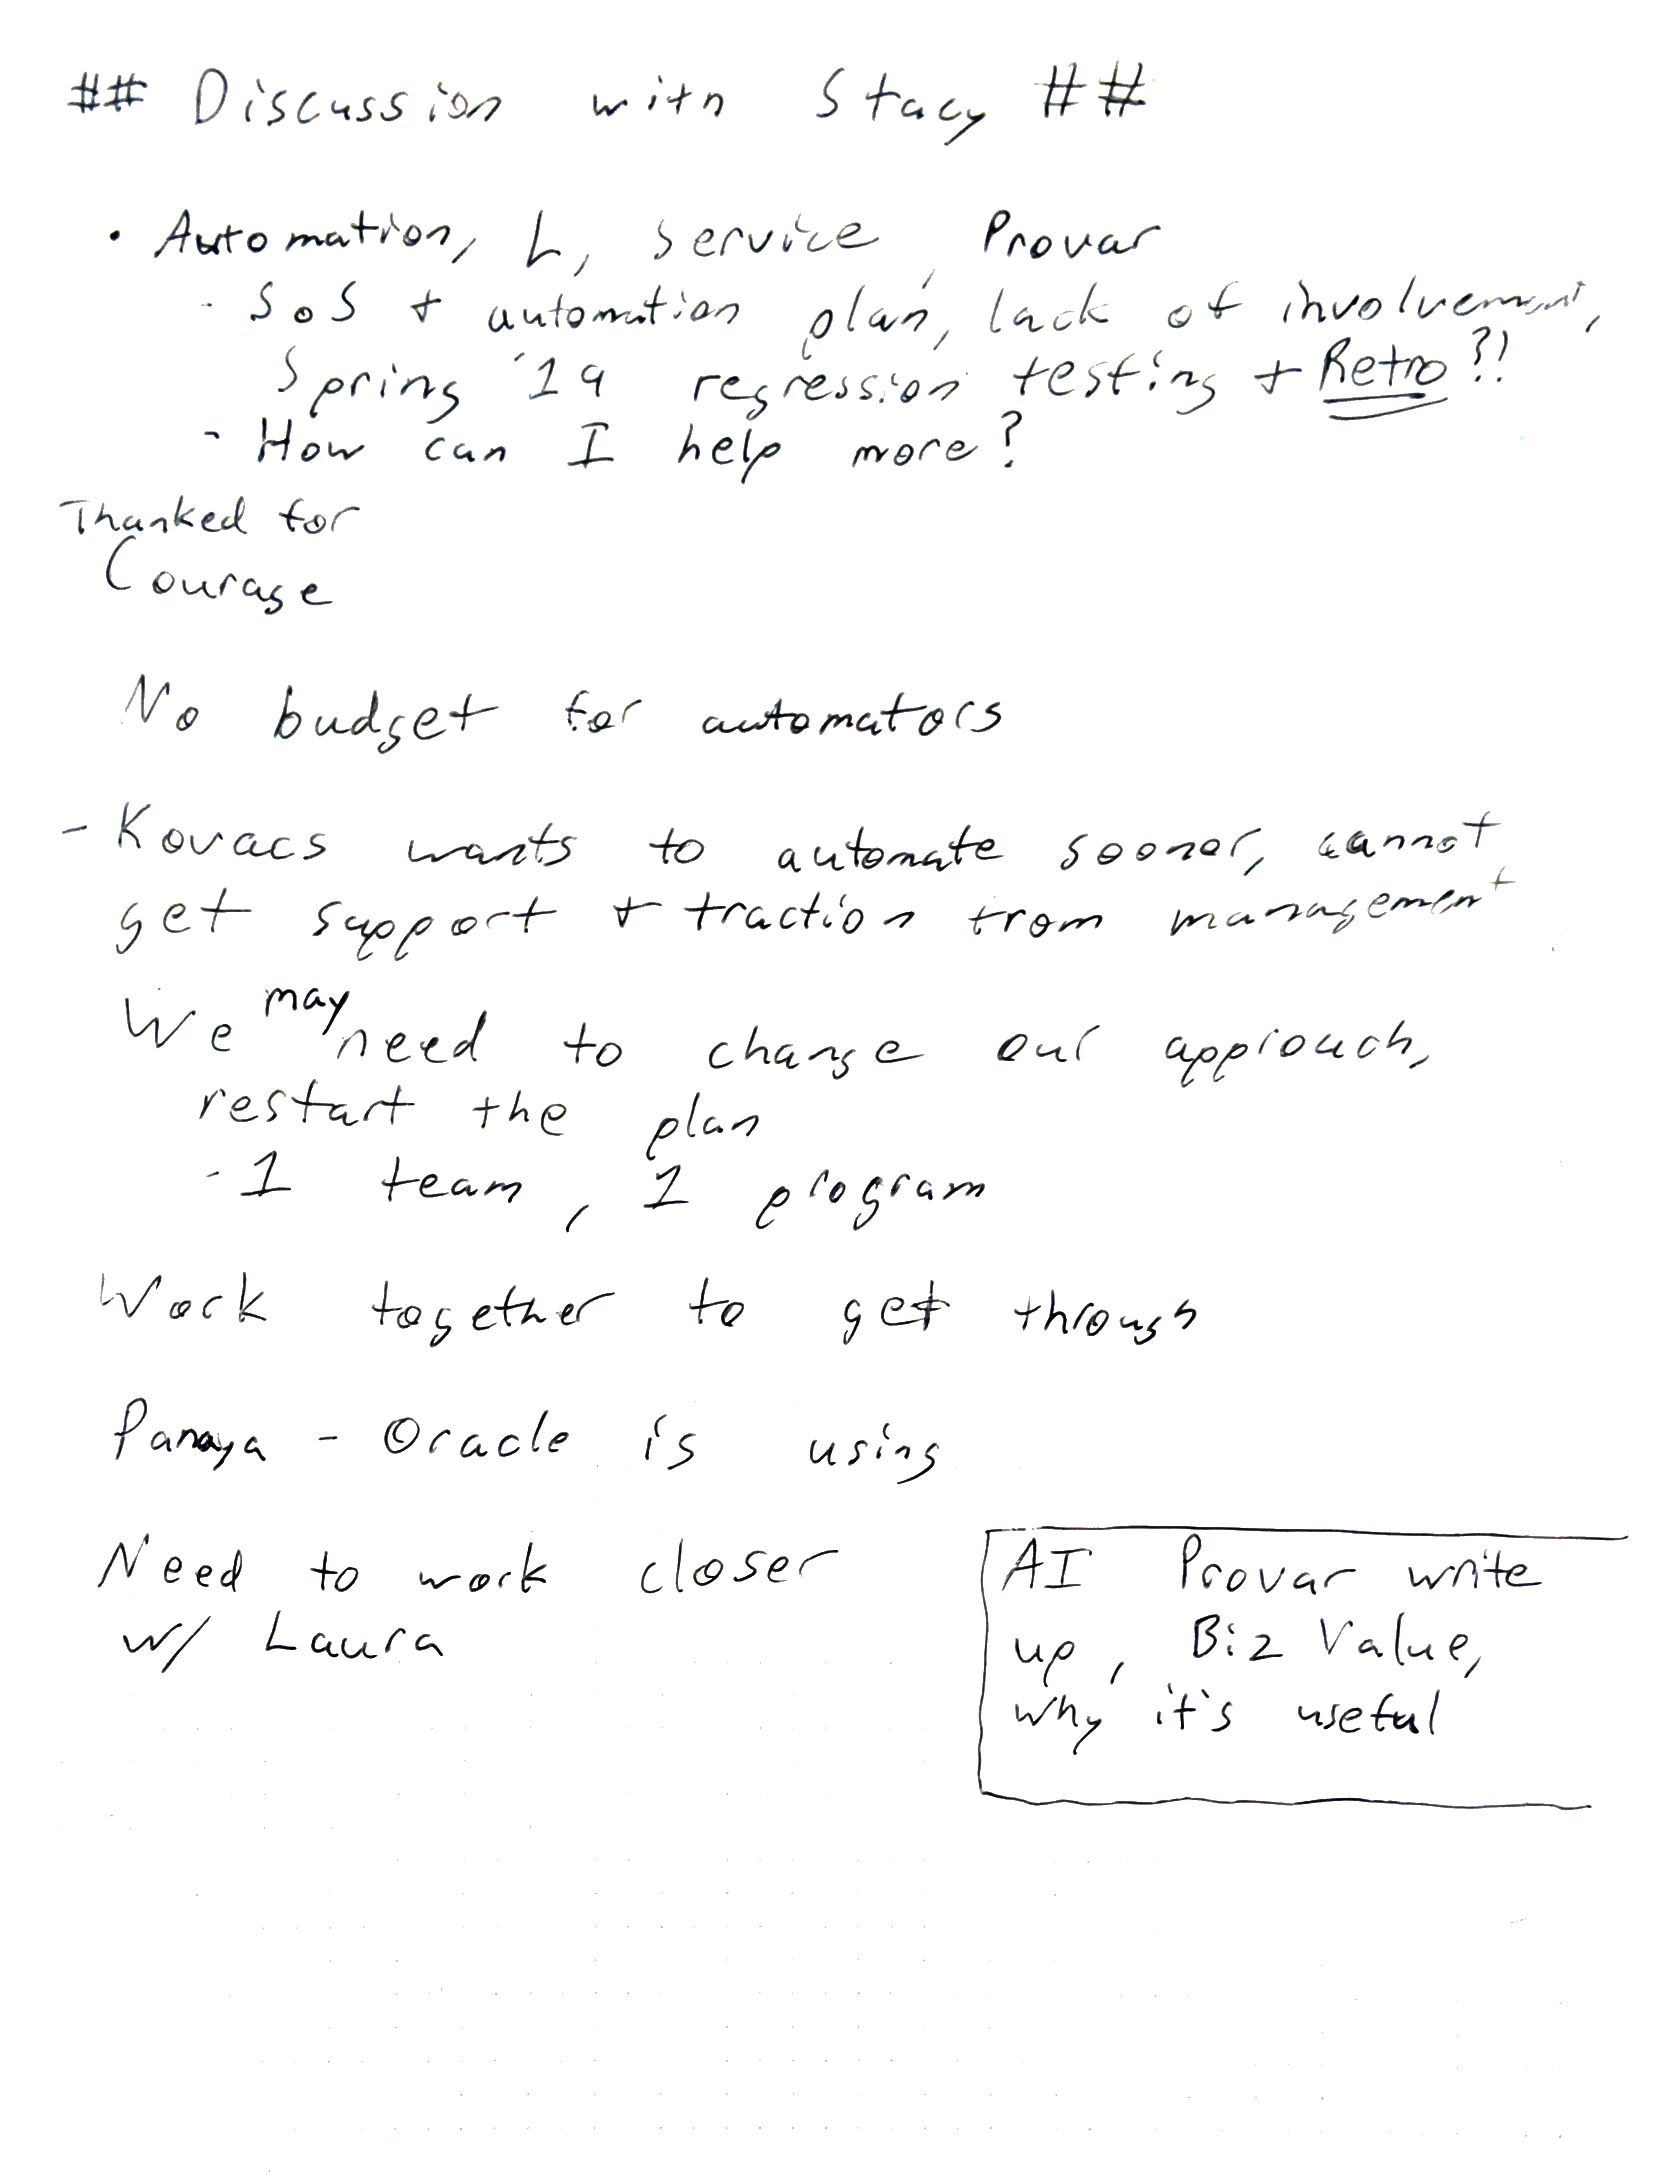 ## Discussion with Stacy ##
• Automation, L, Service, Provar
- SoS + automation plan, lack of involvement,
Spring '19 regression testing + Retro?!
- How can I help more?
Thanked for
Courage
No budget for automators
- Kovacs wants to automate sooner, cannot
get support + traction from management
We may need to change our approach,
restart the plan
- 1 team, 1 program
Work together to get through
Panaya - Oracle is using
Need to work closer
w/ Laura
AI Provar write
up, Biz Value,
why it's useful